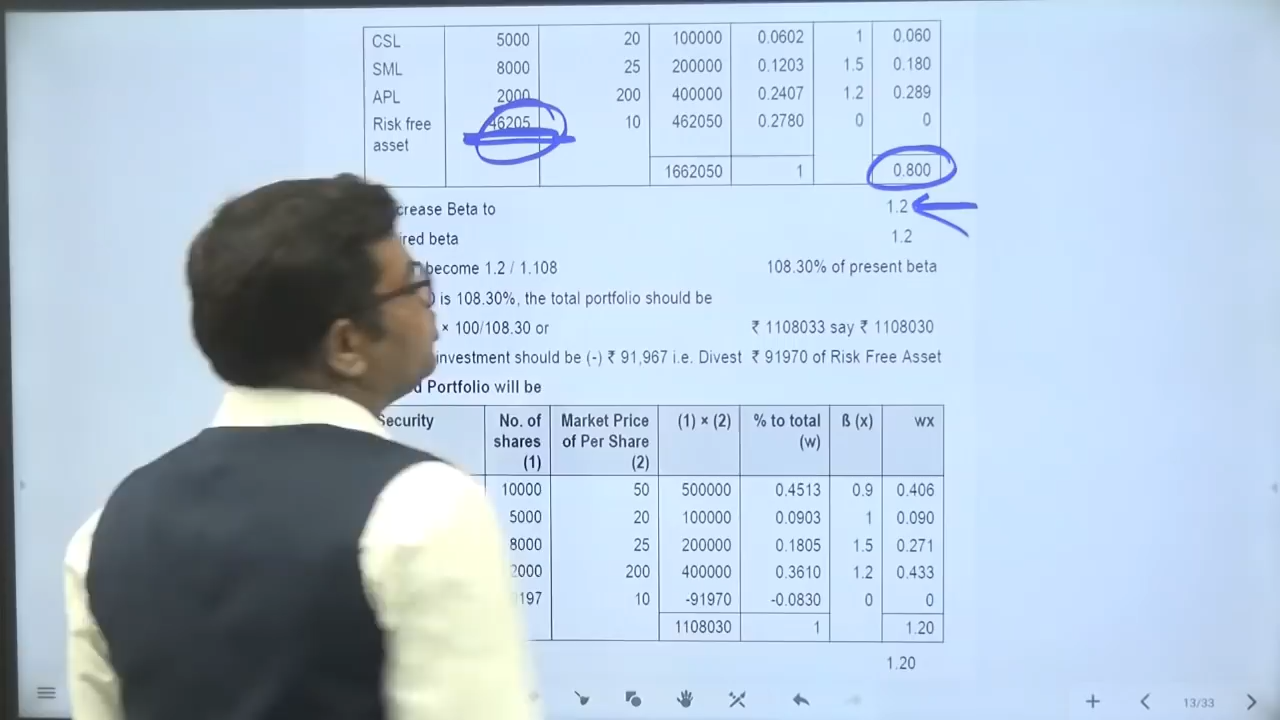 CSL 5000 20 100000 0.0602 1 0.060
SML 8000 25 200000 0.1203 1.5 0.180
APL 2000 200 400000 0.2407 1.2 0.289
Risk free asset 46205 10 462050 0.2780 0 0
1662050 1 0.800
crease Beta to 1.2
ired beta 1.2
become 1.2 / 1.108 108.30% of present beta
is 108.30%, the total portfolio should be
× 100/108.30 or ₹ 1108033 say ₹ 1108030
investment should be (-) ₹ 91,967 i.e. Divest ₹ 91970 of Risk Free Asset
d Portfolio will be
Security No. of shares (1) Market Price of Per Share (2) (1) × (2) % to total (w) ß (x) wx
10000 50 500000 0.4513 0.9 0.406
5000 20 100000 0.0903 1 0.090
8000 25 200000 0.1805 1.5 0.271
2000 200 400000 0.3610 1.2 0.433
197 10 -91970 -0.0830 0 0
1108030 1 1.20
1.20
13/33